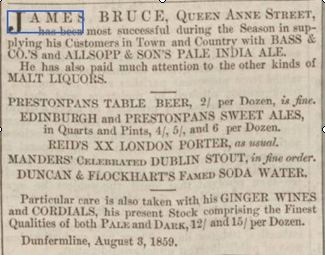 JAMES BRUCE, QUEEN ANNE STREET,
has been most successful during the Season in sup-
plying his Customers in Town and Country with BASS &
CO.'S and ALLSOPP & SON'S PALE INDIA ALE.
He has also paid much attention to the other kinds of
MALT LIQUORS.
PRESTONPANS TABLE BEER, 2/ per Dozen, is fine.
EDINBURGH and PRESTONPANS SWEET ALES,
in Quarts and Pints, 4/, 5/, and 6 per Dozen.
REID'S XX LONDON PORTER, as usual.
MANDERS' CELEBRATED DUBLIN STOUT, in fine order.
DUNCAN & FLOCKHART'S FAMED SODA WATER.
Particular care is also taken with his GINGER WINES
and CORDIALS, his present Stock comprising the Finest
Qualities of both PALE and DARK, 12/ and 15/ per Dozen.
Dunfermline, August 3, 1859.